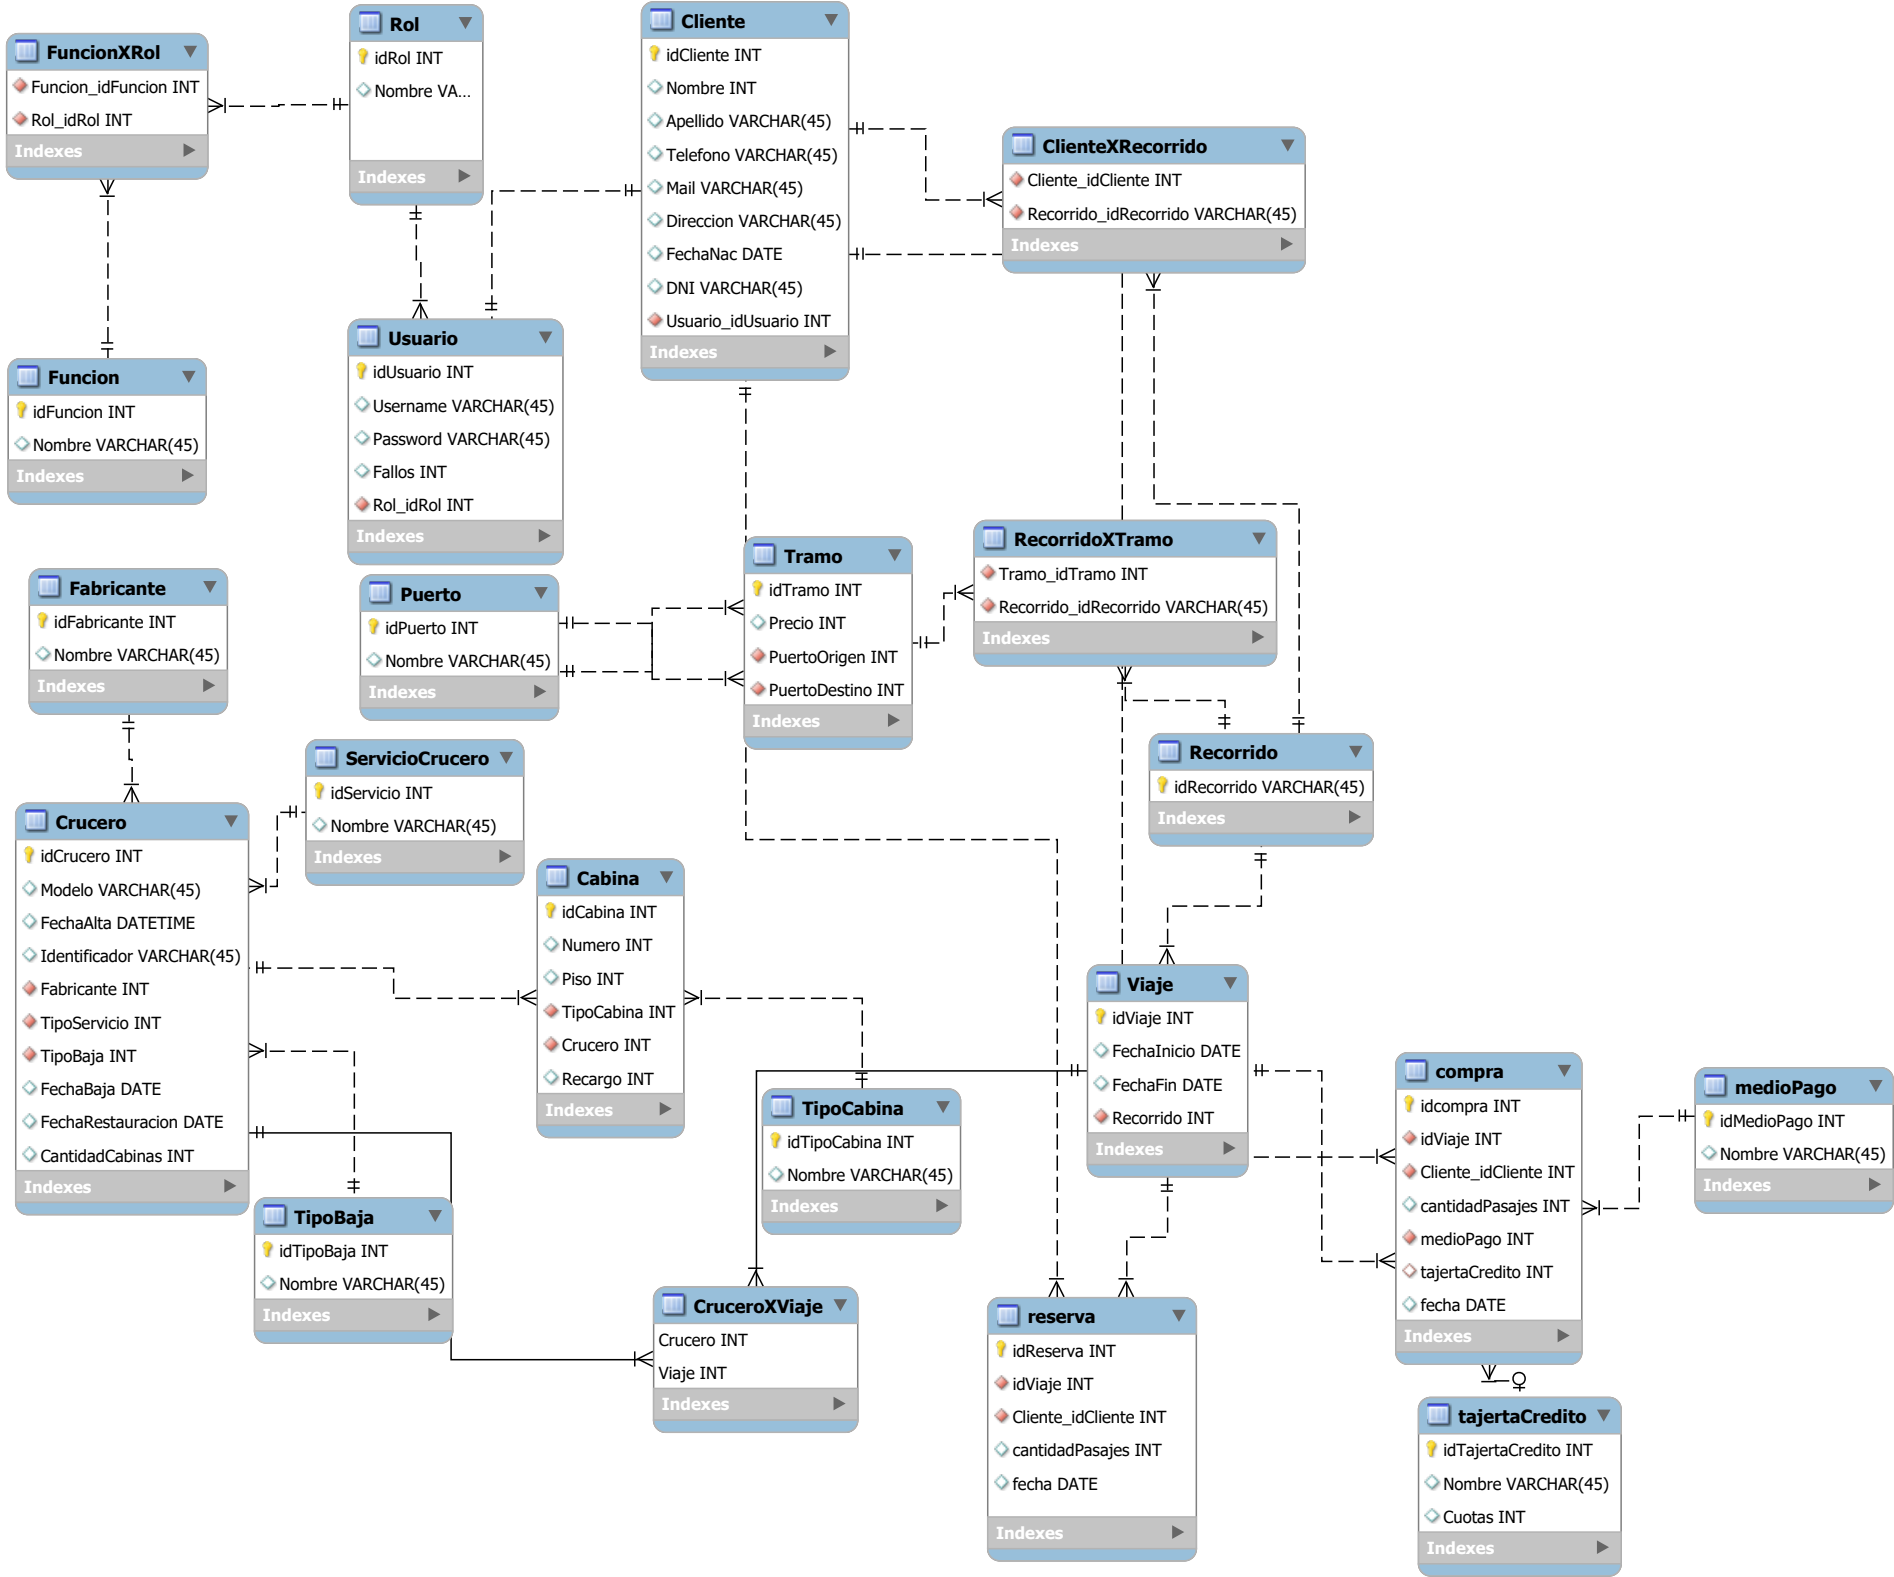 FuncionXRol
Funcion_idFuncion INT
Rol_idRol INT
Indexes
Rol
idRol INT
Nombre VA...
Indexes
Cliente
idCliente INT
Nombre INT
Apellido VARCHAR(45)
Telefono VARCHAR(45)
Mail VARCHAR(45)
Direccion VARCHAR(45)
FechaNac DATE
DNI VARCHAR(45)
Usuario_idUsuario INT
Indexes
ClienteXRecorrido
Cliente_idCliente INT
Recorrido_idRecorrido VARCHAR(45)
Indexes
Funcion
idFuncion INT
Nombre VARCHAR(45)
Indexes
Usuario
idUsuario INT
Username VARCHAR(45)
Password VARCHAR(45)
Fallos INT
Rol_idRol INT
Indexes
Fabricante
idFabricante INT
Nombre VARCHAR(45)
Indexes
Puerto
idPuerto INT
Nombre VARCHAR(45)
Indexes
Tramo
idTramo INT
Precio INT
PuertoOrigen INT
PuertoDestino INT
Indexes
RecorridoXTramo
Tramo_idTramo INT
Recorrido_idRecorrido VARCHAR(45)
Indexes
Recorrido
idRecorrido VARCHAR(45)
Indexes
ServicioCrucero
idServicio INT
Nombre VARCHAR(45)
Indexes
Crucero
idCrucero INT
Modelo VARCHAR(45)
FechaAlta DATETIME
Identificador VARCHAR(45)
Fabricante INT
TipoServicio INT
TipoBaja INT
FechaBaja DATE
FechaRestauracion DATE
CantidadCabinas INT
Indexes
Cabina
idCabina INT
Numero INT
Piso INT
TipoCabina INT
Crucero INT
Recargo INT
Indexes
Viaje
idViaje INT
FechaInicio DATE
FechaFin DATE
Recorrido INT
Indexes
compra
idcompra INT
idViaje INT
Cliente_idCliente INT
cantidadPasajes INT
medioPago INT
tajertaCredito INT
fecha DATE
Indexes
medioPago
idMedioPago INT
Nombre VARCHAR(45)
Indexes
TipoCabina
idTipoCabina INT
Nombre VARCHAR(45)
Indexes
TipoBaja
idTipoBaja INT
Nombre VARCHAR(45)
Indexes
CruceroXViaje
Crucero INT
Viaje INT
Indexes
reserva
idReserva INT
idViaje INT
Cliente_idCliente INT
cantidadPasajes INT
fecha DATE
Indexes
tajertaCredito
idTajertaCredito INT
Nombre VARCHAR(45)
Cuotas INT
Indexes